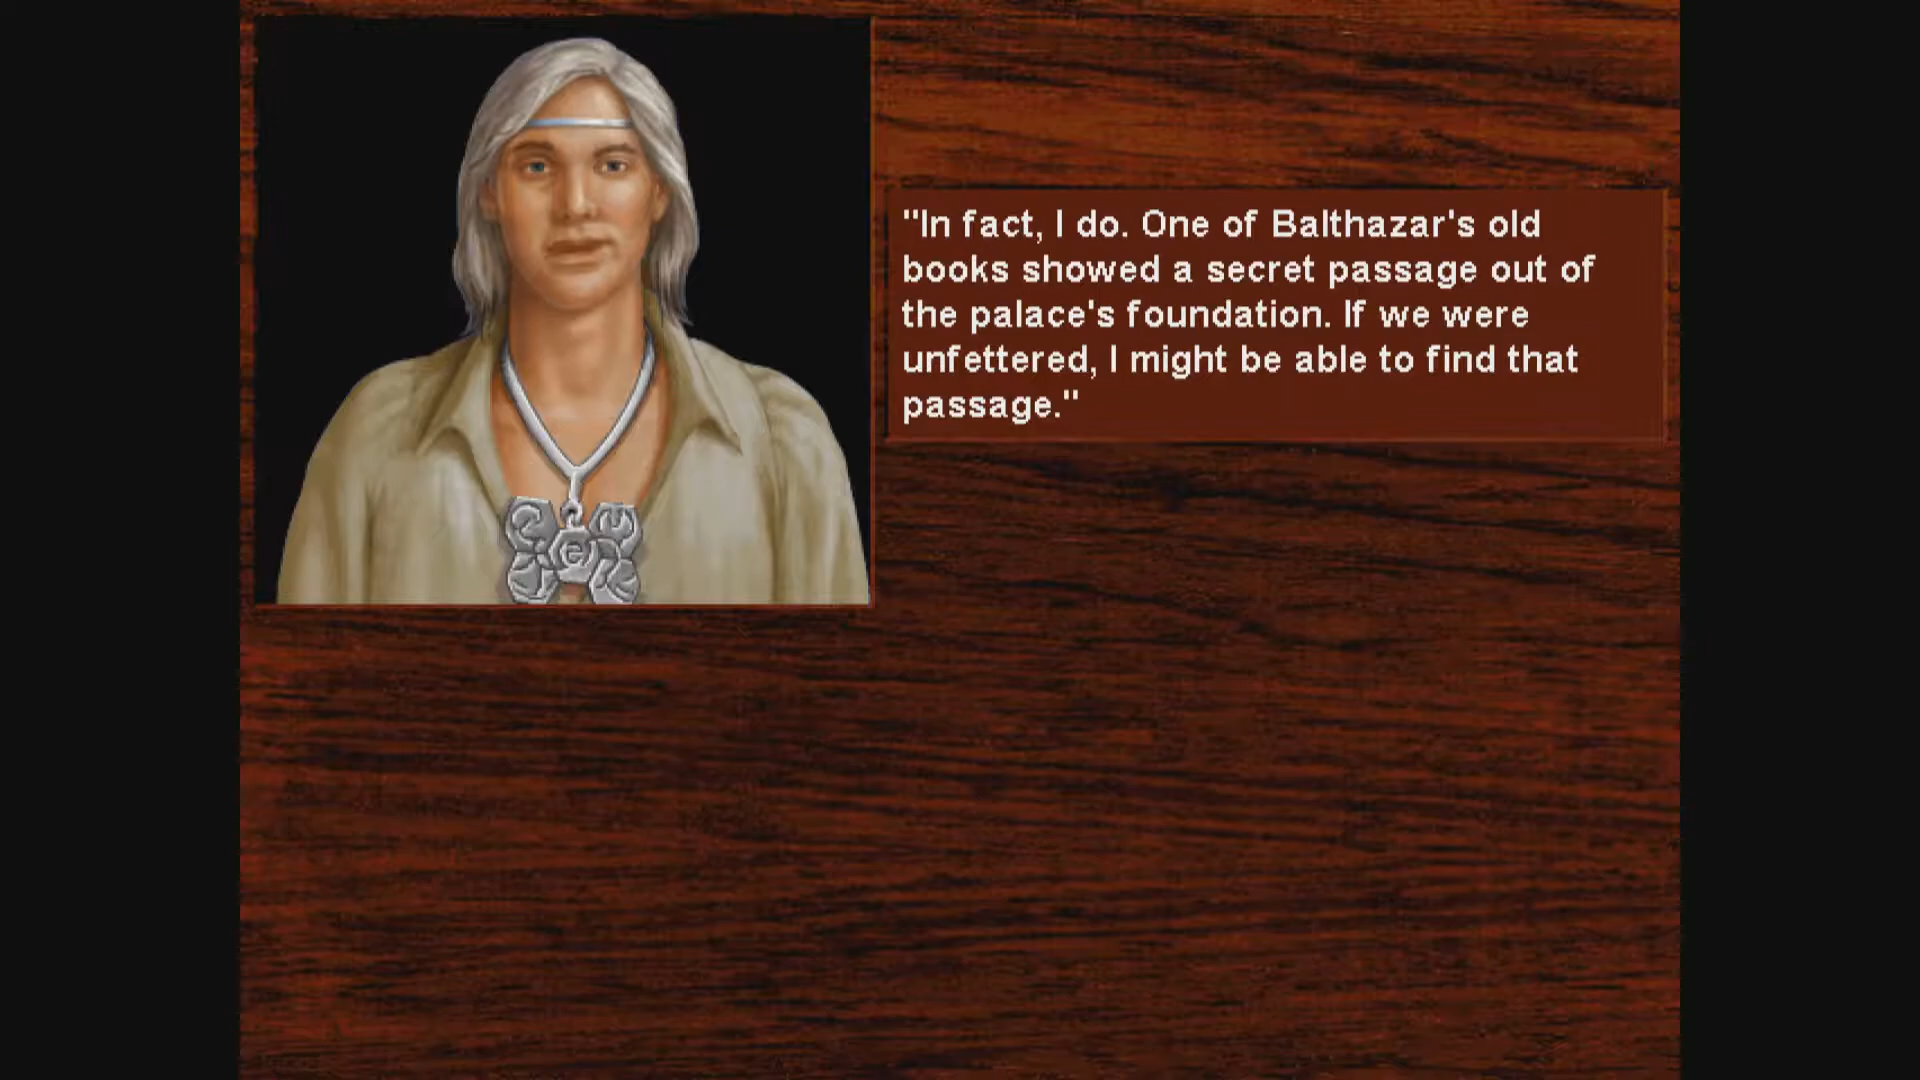 "In fact, I do. One of Balthazar's old
books showed a secret passage out of
the palace's foundation. If we were
unfettered, I might be able to find that
passage."